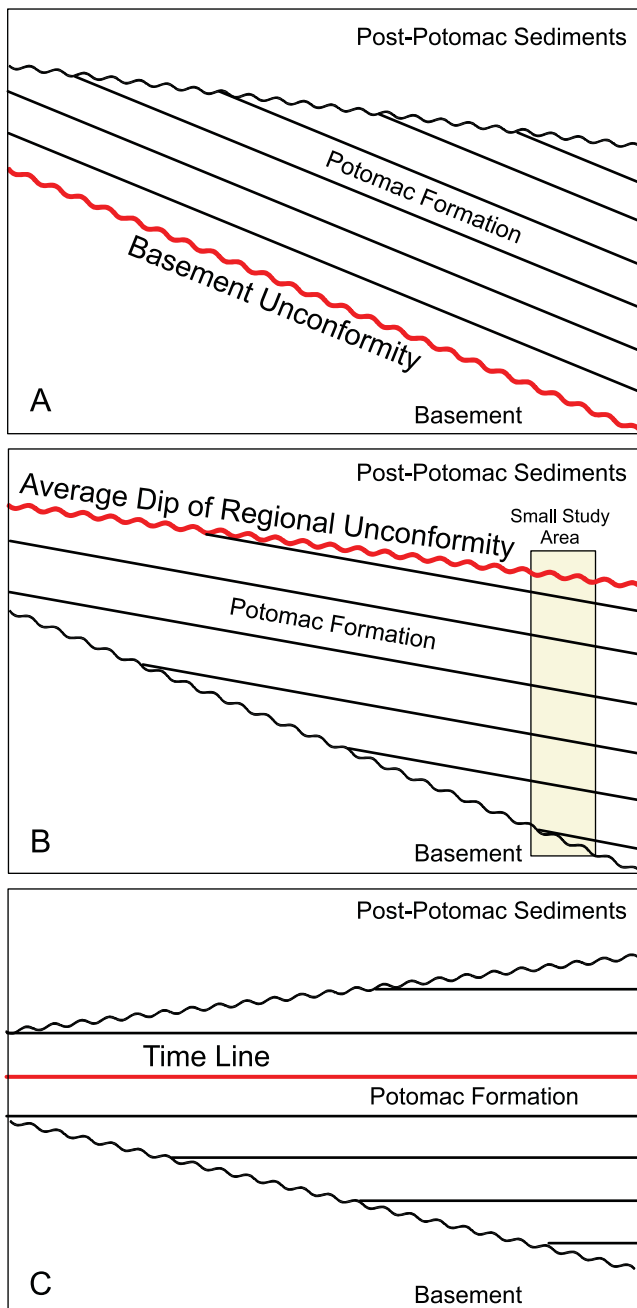 Post-Potomac Sediments
Potomac Formation
Basement Unconformity
Basement
A
Post-Potomac Sediments
Average Dip of Regional Unconformity
Small Study
Area
Potomac Formation
Basement
B
Post-Potomac Sediments
Time Line
Potomac Formation
Basement
C